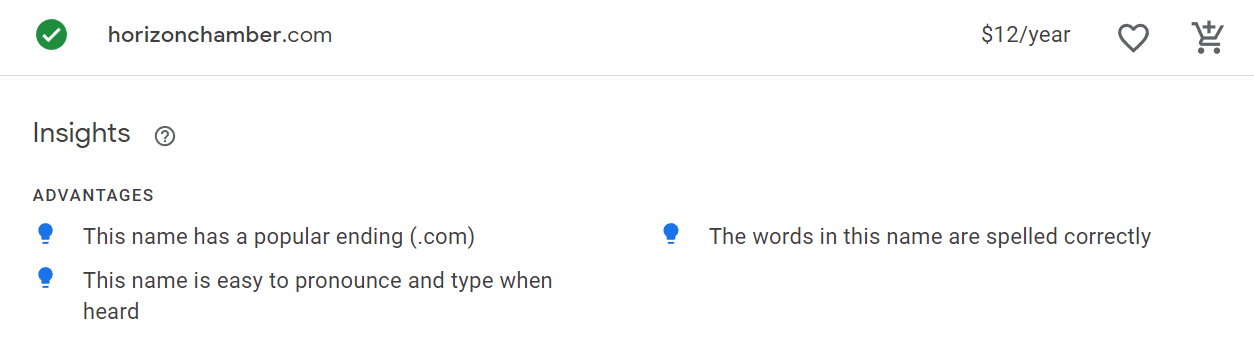 horizonchamber.com $12/year
Insights
ADVANTAGES
This name has a popular ending (.com)
The words in this name are spelled correctly
This name is easy to pronounce and type when
heard